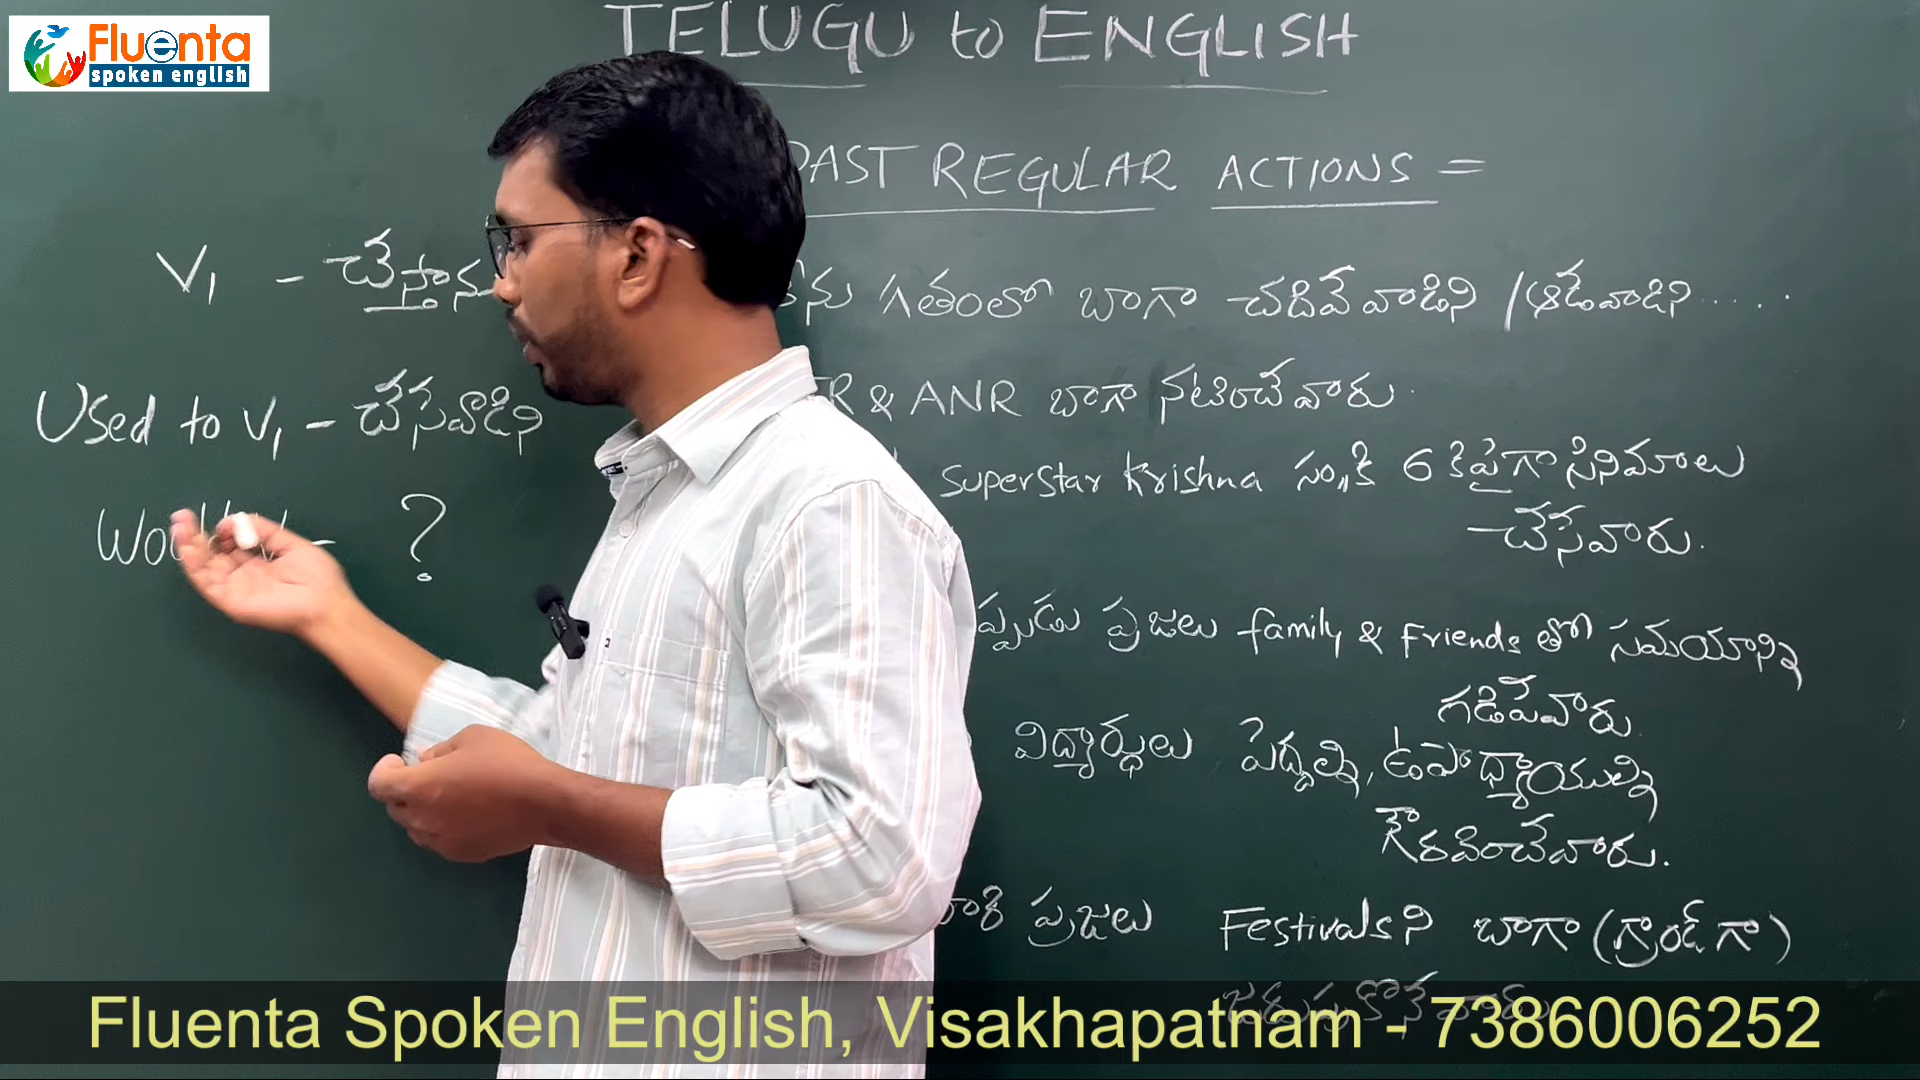 Fluenta
spoken english
TELUGU to ENGLISH
PAST REGULAR ACTIONS =
V1 - చేస్తాను
గతంలో బాగా చదివేవాడిని / ఆడేవాడిని .....
Used to V1 - చేసేవాడిని
& ANR బాగా నటించేవారు.
superstar Krishna సం,,కి 6 కిపైగా సినిమాలు
చేసేవారు.
?
ప్రజలు family & Friends తో సమయాన్ని
గడిపేవారు.
విద్యార్థులు పెద్దల్ని, ఉపాధ్యాయుల్ని
గౌరవించేవారు.
ప్రజలు Festivals ని బాగా (గ్రాండ్ గా)
జరుపుకొనేవారు
Fluenta Spoken English, Visakhapatnam - 7386006252